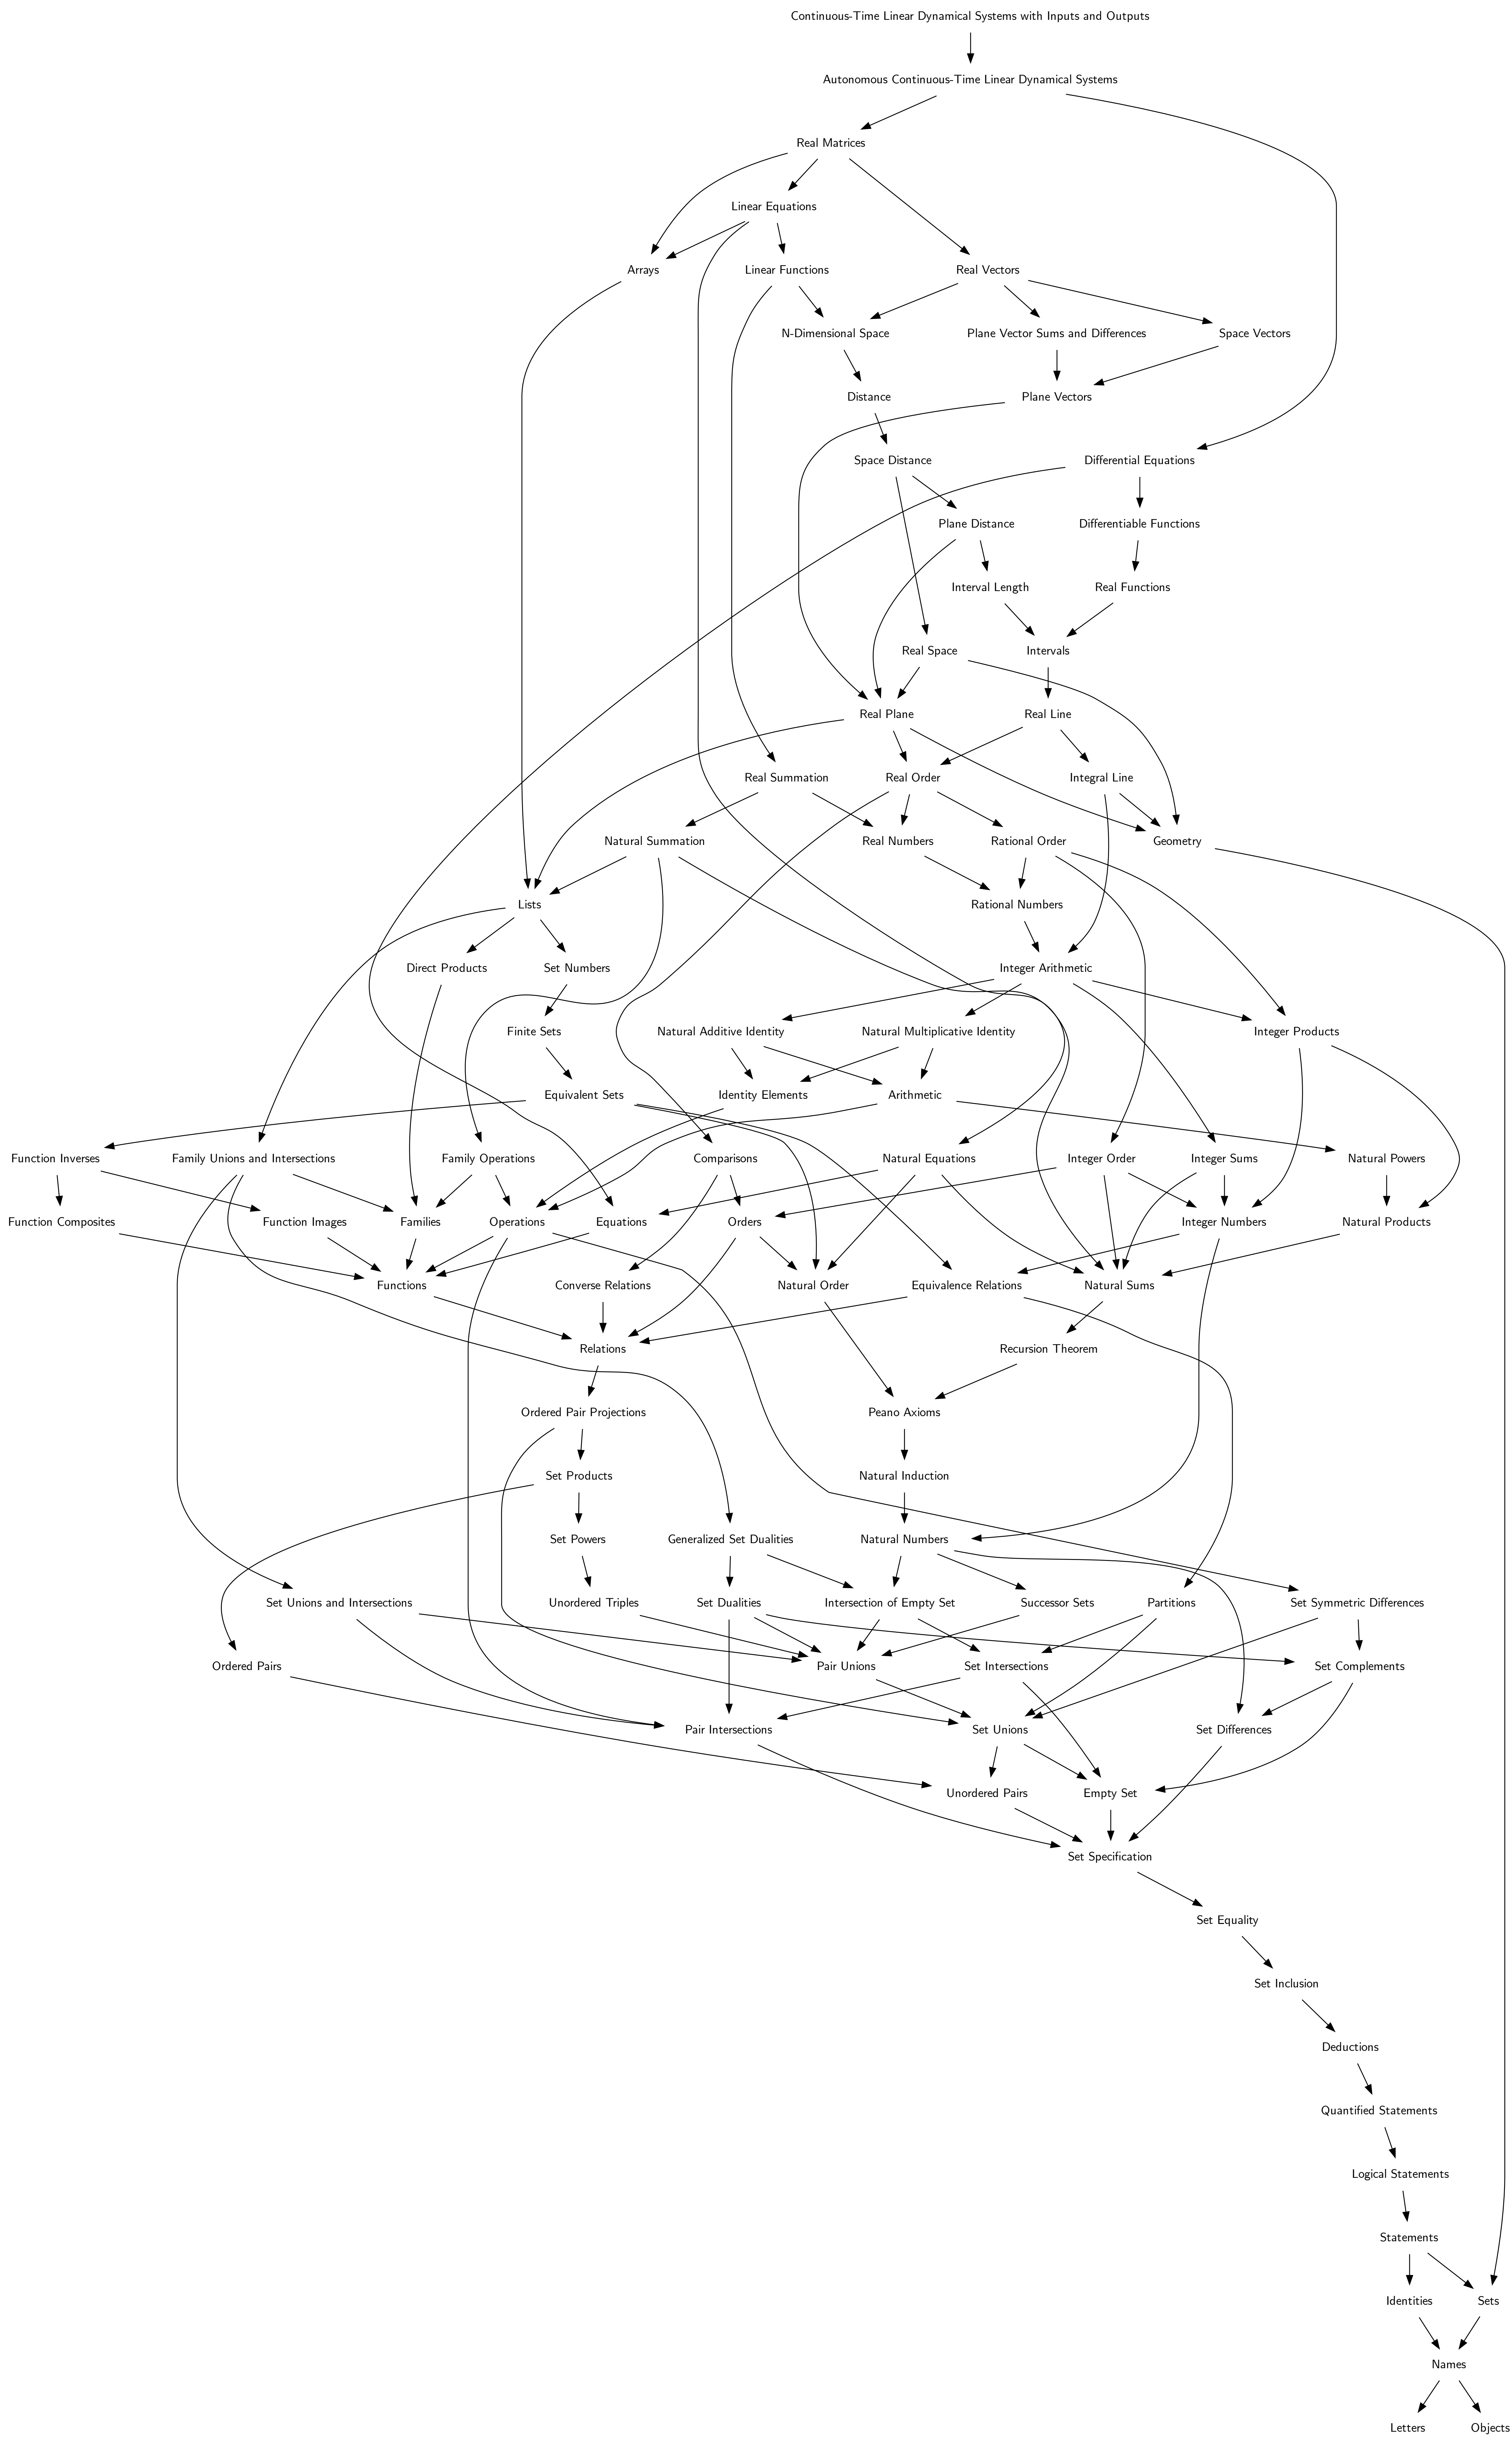 Continuous-Time Linear Dynamical Systems with Inputs and Outputs
Autonomous Continuous-Time Linear Dynamical Systems
Real Matrices
Linear Equations
Arrays
Linear Functions
Real Vectors
N-Dimensional Space
Plane Vector Sums and Differences
Space Vectors
Distance
Plane Vectors
Space Distance
Differential Equations
Plane Distance
Differentiable Functions
Interval Length
Real Functions
Real Space
Intervals
Real Plane
Real Line
Real Summation
Real Order
Integral Line
Natural Summation
Real Numbers
Rational Order
Geometry
Lists
Rational Numbers
Direct Products
Set Numbers
Integer Arithmetic
Finite Sets
Natural Additive Identity
Natural Multiplicative Identity
Integer Products
Equivalent Sets
Identity Elements
Arithmetic
Function Inverses
Family Unions and Intersections
Family Operations
Comparisons
Natural Equations
Integer Order
Integer Sums
Natural Powers
Function Composites
Function Images
Families
Operations
Equations
Orders
Integer Numbers
Natural Products
Functions
Converse Relations
Natural Order
Equivalence Relations
Natural Sums
Relations
Recursion Theorem
Ordered Pair Projections
Peano Axioms
Set Products
Natural Induction
Set Powers
Generalized Set Dualities
Natural Numbers
Set Unions and Intersections
Unordered Triples
Set Dualities
Intersection of Empty Set
Successor Sets
Partitions
Set Symmetric Differences
Ordered Pairs
Pair Unions
Set Intersections
Set Complements
Pair Intersections
Set Unions
Set Differences
Unordered Pairs
Empty Set
Set Specification
Set Equality
Set Inclusion
Deductions
Quantified Statements
Logical Statements
Statements
Identities
Sets
Names
Letters
Objects